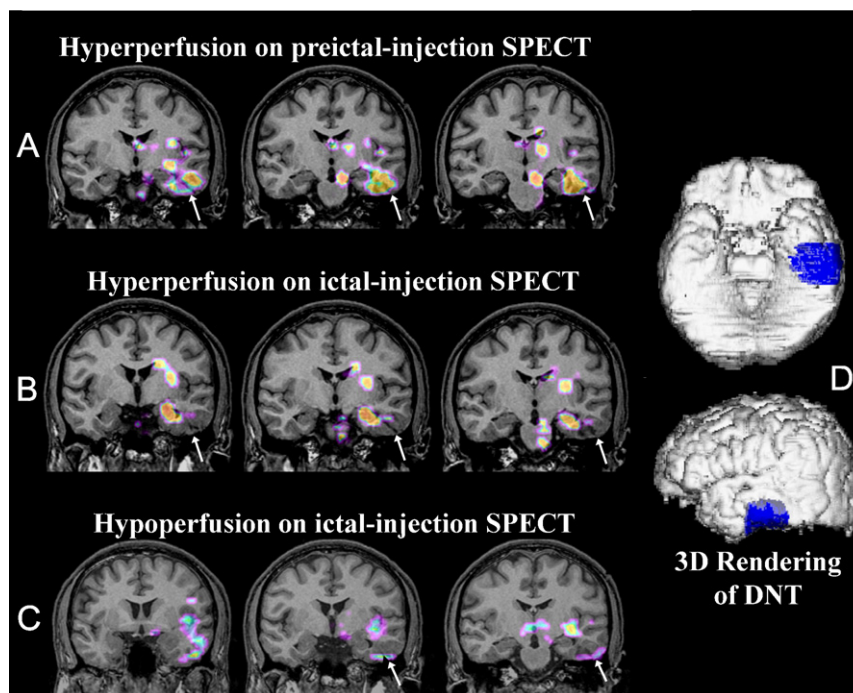 Hyperperfusion on preictal-injection SPECT
A
Hyperperfusion on ictal-injection SPECT
B
Hypoperfusion on ictal-injection SPECT
C
D
3D Rendering
of DNT